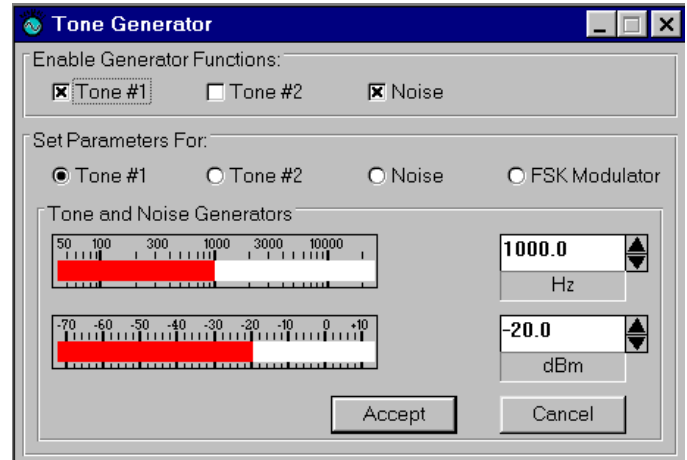 Tone Generator
Enable Generator Functions:
Tone #1 Tone #2 Noise
Set Parameters For:
Tone #1 Tone #2 Noise FSK Modulator
Tone and Noise Generators
50 100 300 1000 3000 10000
1000.0
Hz
-70 -60 -50 -40 -30 -20 -10 0 +10
-20.0
dBm
Accept Cancel